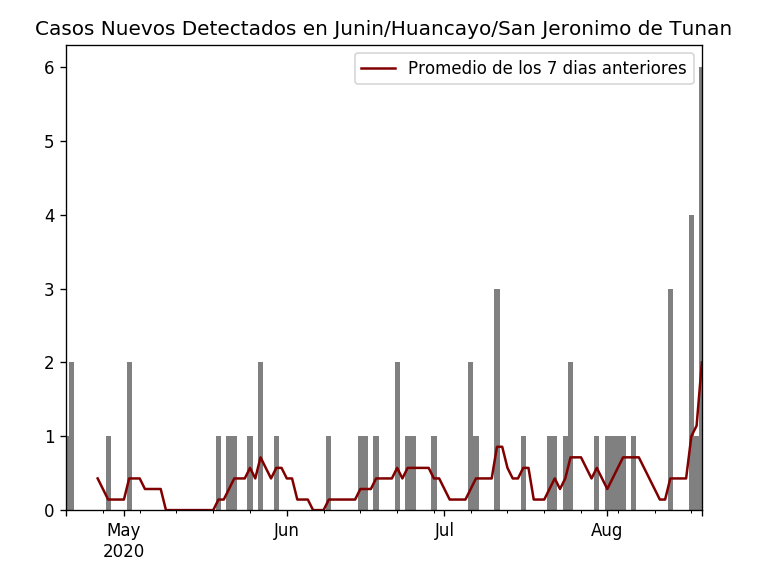 Casos Nuevos Detectados en Junin/Huancayo/San Jeronimo de Tunan
Promedio de los 7 dias anteriores
6
5
4
3
2
1
0
May
2020
Jun
Jul
Aug